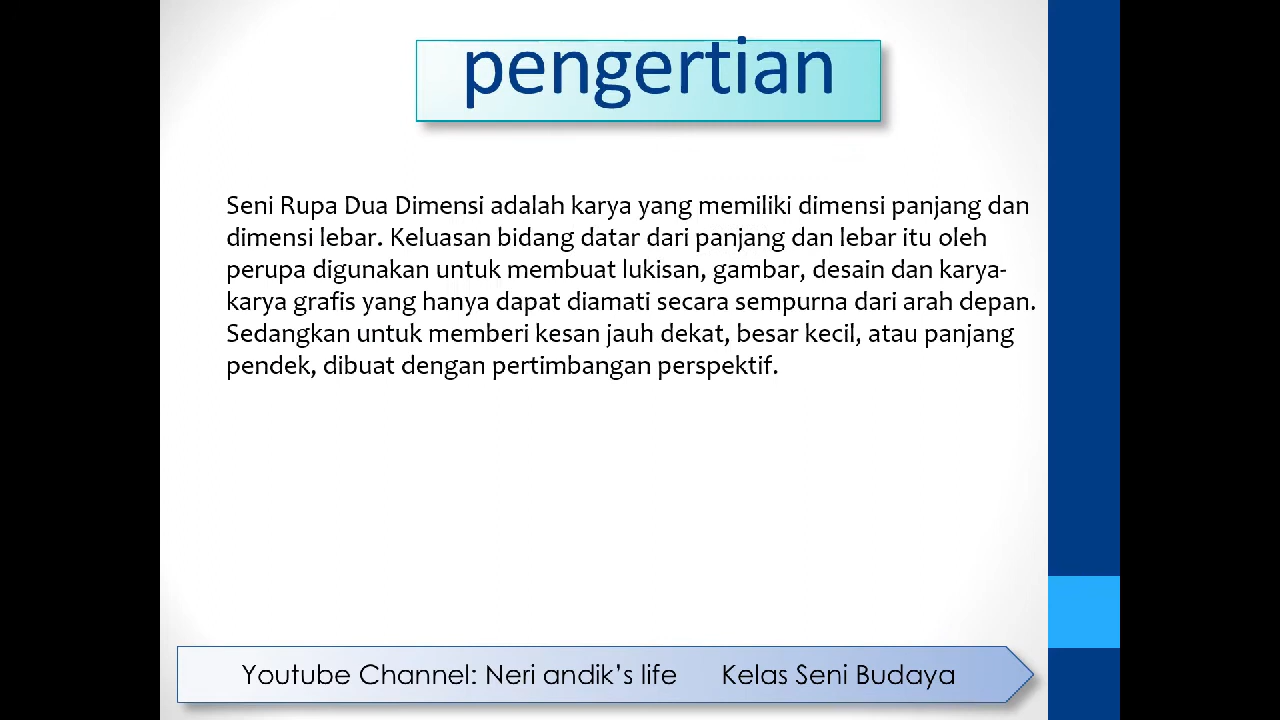 pengertian
Seni Rupa Dua Dimensi adalah karya yang memiliki dimensi panjang dan
dimensi lebar. Keluasan bidang datar dari panjang dan lebar itu oleh
perupa digunakan untuk membuat lukisan, gambar, desain dan karya-
karya grafis yang hanya dapat diamati secara sempurna dari arah depan.
Sedangkan untuk memberi kesan jauh dekat, besar kecil, atau panjang
pendek, dibuat dengan pertimbangan perspektif.
Youtube Channel: Neri andik’s life Kelas Seni Budaya